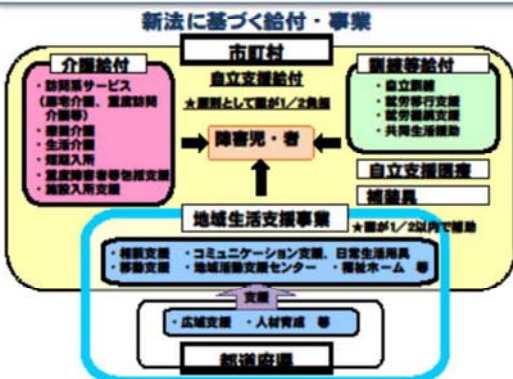 新法に基づく給付・事業
市町村
介護給付
・訪問系サービス
(居宅介護、重度訪問
介護等)
・療養介護
・生活介護
・短期入所
・重度障害者等包括支援
・施設入所支援
自立支援給付
★原則として国が1/2負担
障害児・者
訓練等給付
・自立訓練
・就労移行支援
・就労継続支援
・共同生活援助
自立支援医療
補装具
地域生活支援事業
★国が1/2以内で補助
・相談支援 ・コミュニケーション支援、日常生活用具
・移動支援 ・地域活動支援センター ・福祉ホーム 等
支援
・広域支援 ・人材育成 等
都道府県